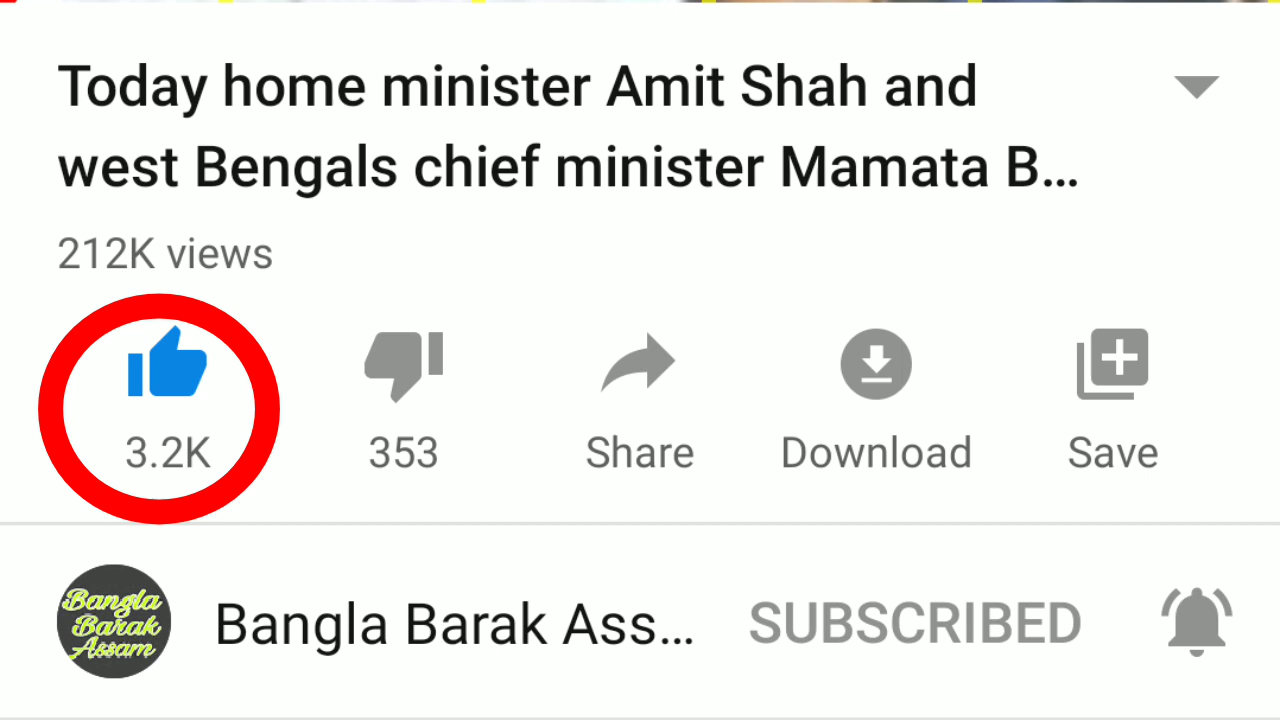 Today home minister Amit Shah and
west Bengals chief minister Mamata B...
212K views
3.2K
353
Share
Download
Save
Bangla
Barak
Assam
Bangla Barak Ass...
SUBSCRIBED